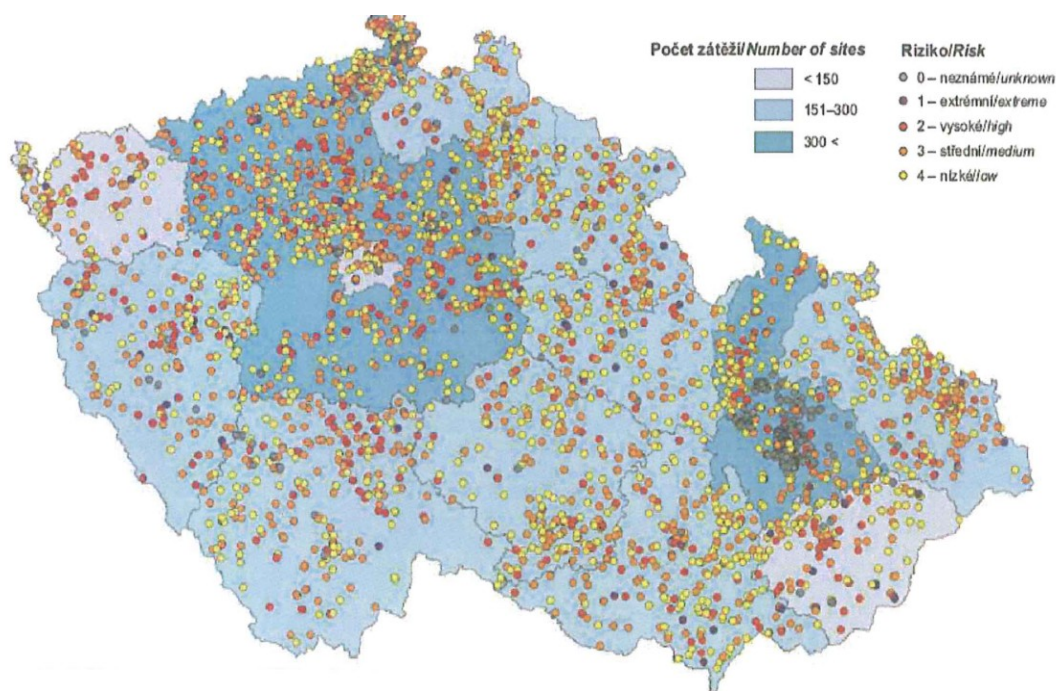 Počet zátěží/Number of sites
< 150
151–300
300 <
Riziko/Risk
0 – neznámé/unknown
1 – extrémní/extreme
2 – vysoké/high
3 – střední/medium
4 – nízké/low